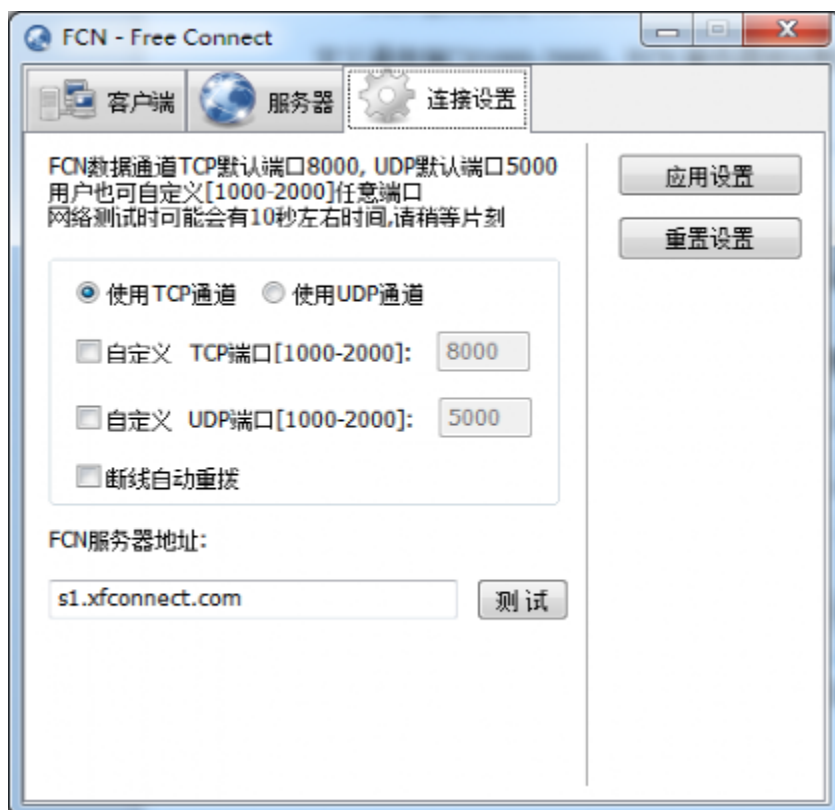 FCN - Free Connect
客户端
服务器
连接设置
FCN数据通道TCP默认端口8000, UDP默认端口5000
用户也可自定义[1000-2000]任意端口
网络测试时可能会有10秒左右时间,请稍等片刻
应用设置
重置设置
使用TCP通道
使用UDP通道
自定义 TCP端口[1000-2000]: 8000
自定义 UDP端口[1000-2000]: 5000
断线自动重拨
FCN服务器地址:
s1.xfconnect.com
测 试